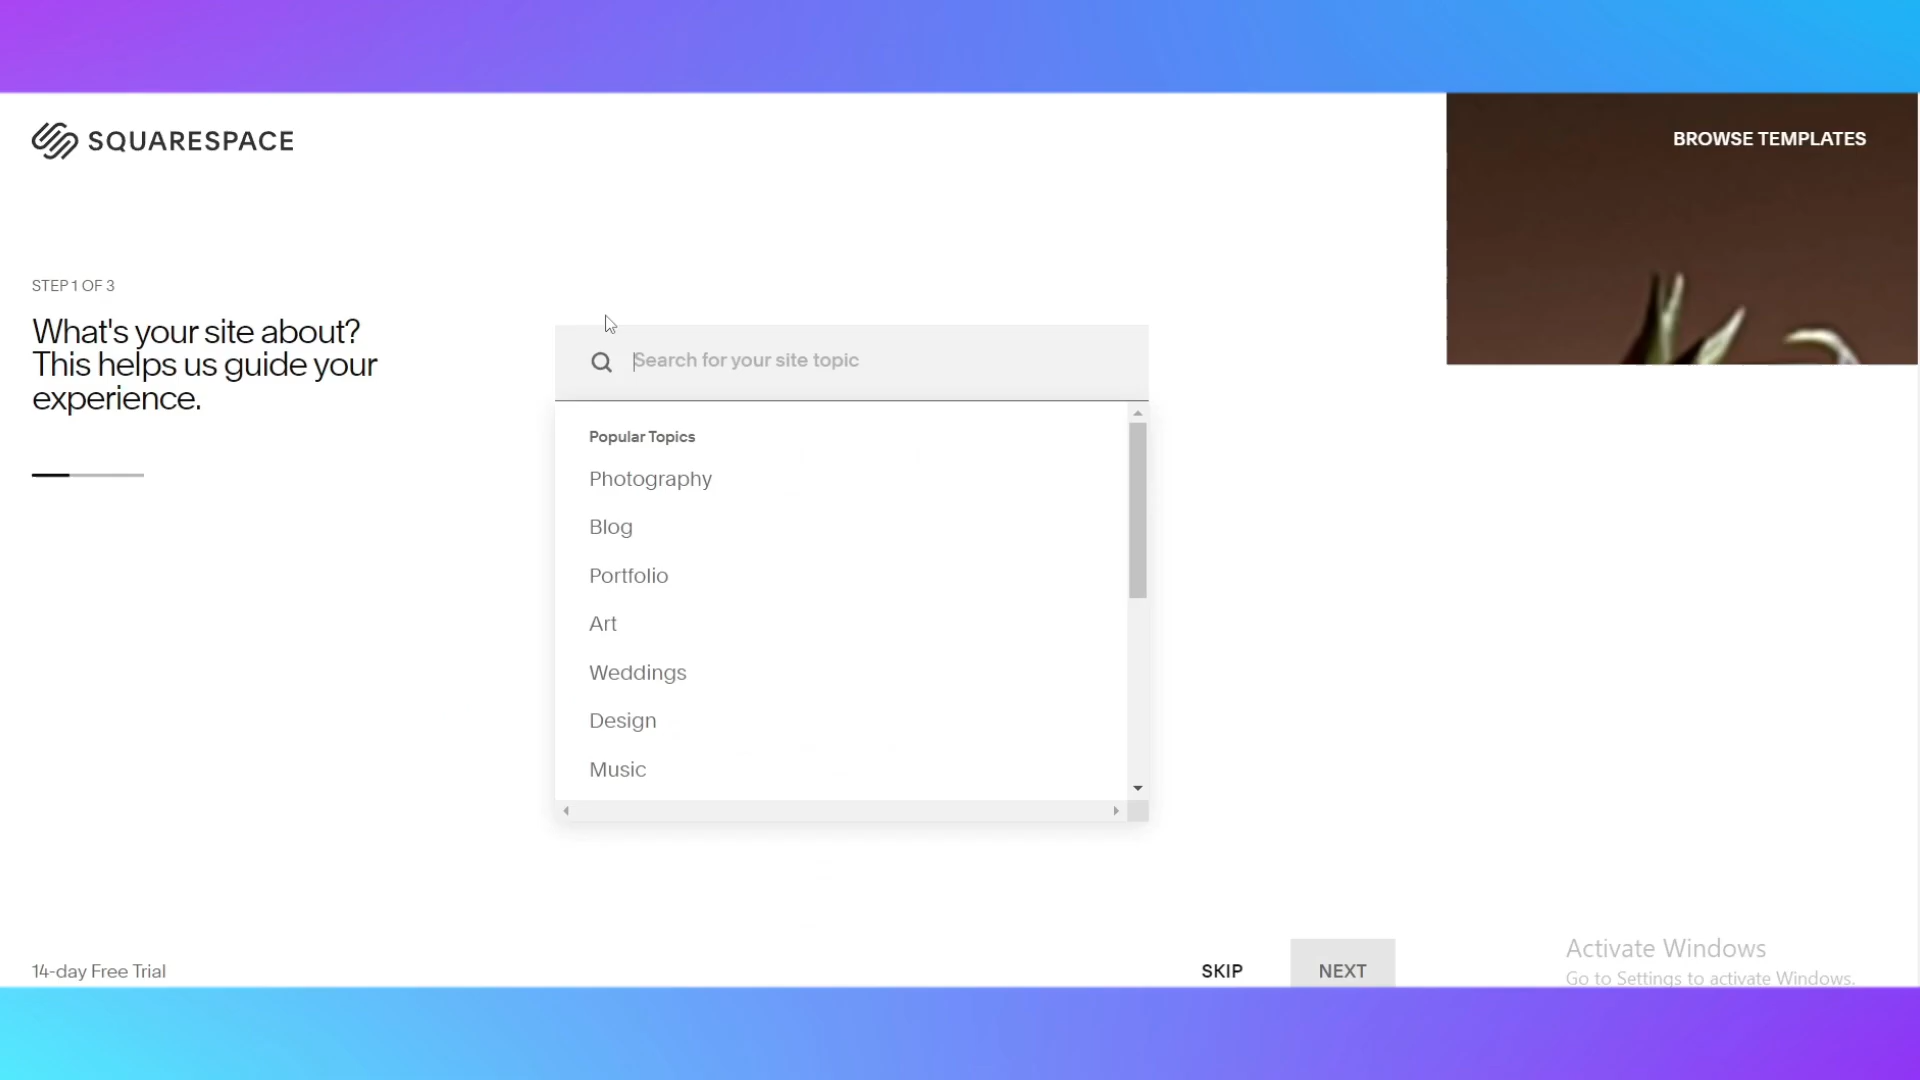 SQUARESPACE
BROWSE TEMPLATES
STEP 1 OF 3
What's your site about?
This helps us guide your
experience.
Search for your site topic
Popular Topics
Photography
Blog
Portfolio
Art
Weddings
Design
Music
14-day Free Trial
SKIP
NEXT
Activate Windows
Go to Settings to activate Windows.